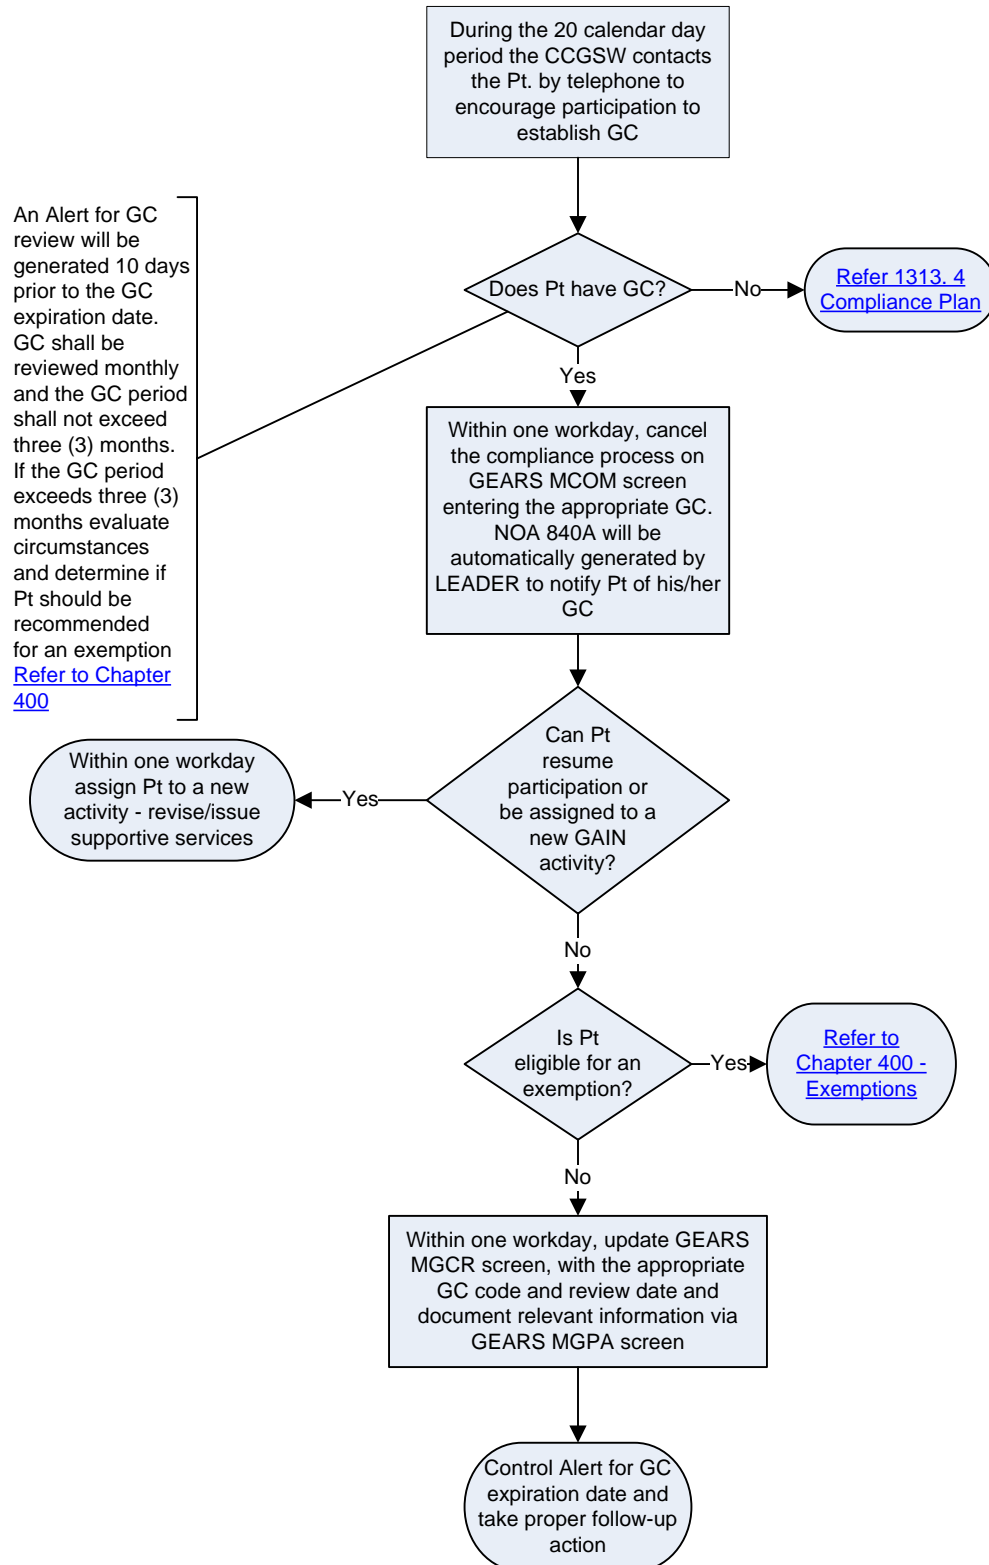 During the 20 calendar day
period the CCGSW contacts
the Pt. by telephone to
encourage participation to
establish GC
An Alert for GC
review will be
generated 10 days
prior to the GC
expiration date.
GC shall be
reviewed monthly
and the GC period
shall not exceed
three (3) months.
If the GC period
exceeds three (3)
months evaluate
circumstances
and determine if
Pt should be
recommended
for an exemption
Refer to Chapter
400
Does Pt have GC?
No
Refer 1313. 4
Compliance Plan
Yes
Within one workday, cancel
the compliance process on
GEARS MCOM screen
entering the appropriate GC.
NOA 840A will be
automatically generated by
LEADER to notify Pt of his/her
GC
Can Pt
resume
participation or
be assigned to a
new GAIN
activity?
Yes
Within one workday
assign Pt to a new
activity - revise/issue
supportive services
No
Is Pt
eligible for an
exemption?
Yes
Refer to
Chapter 400 -
Exemptions
No
Within one workday, update GEARS
MGCR screen, with the appropriate
GC code and review date and
document relevant information via
GEARS MGPA screen
Control Alert for GC
expiration date and
take proper follow-up
action